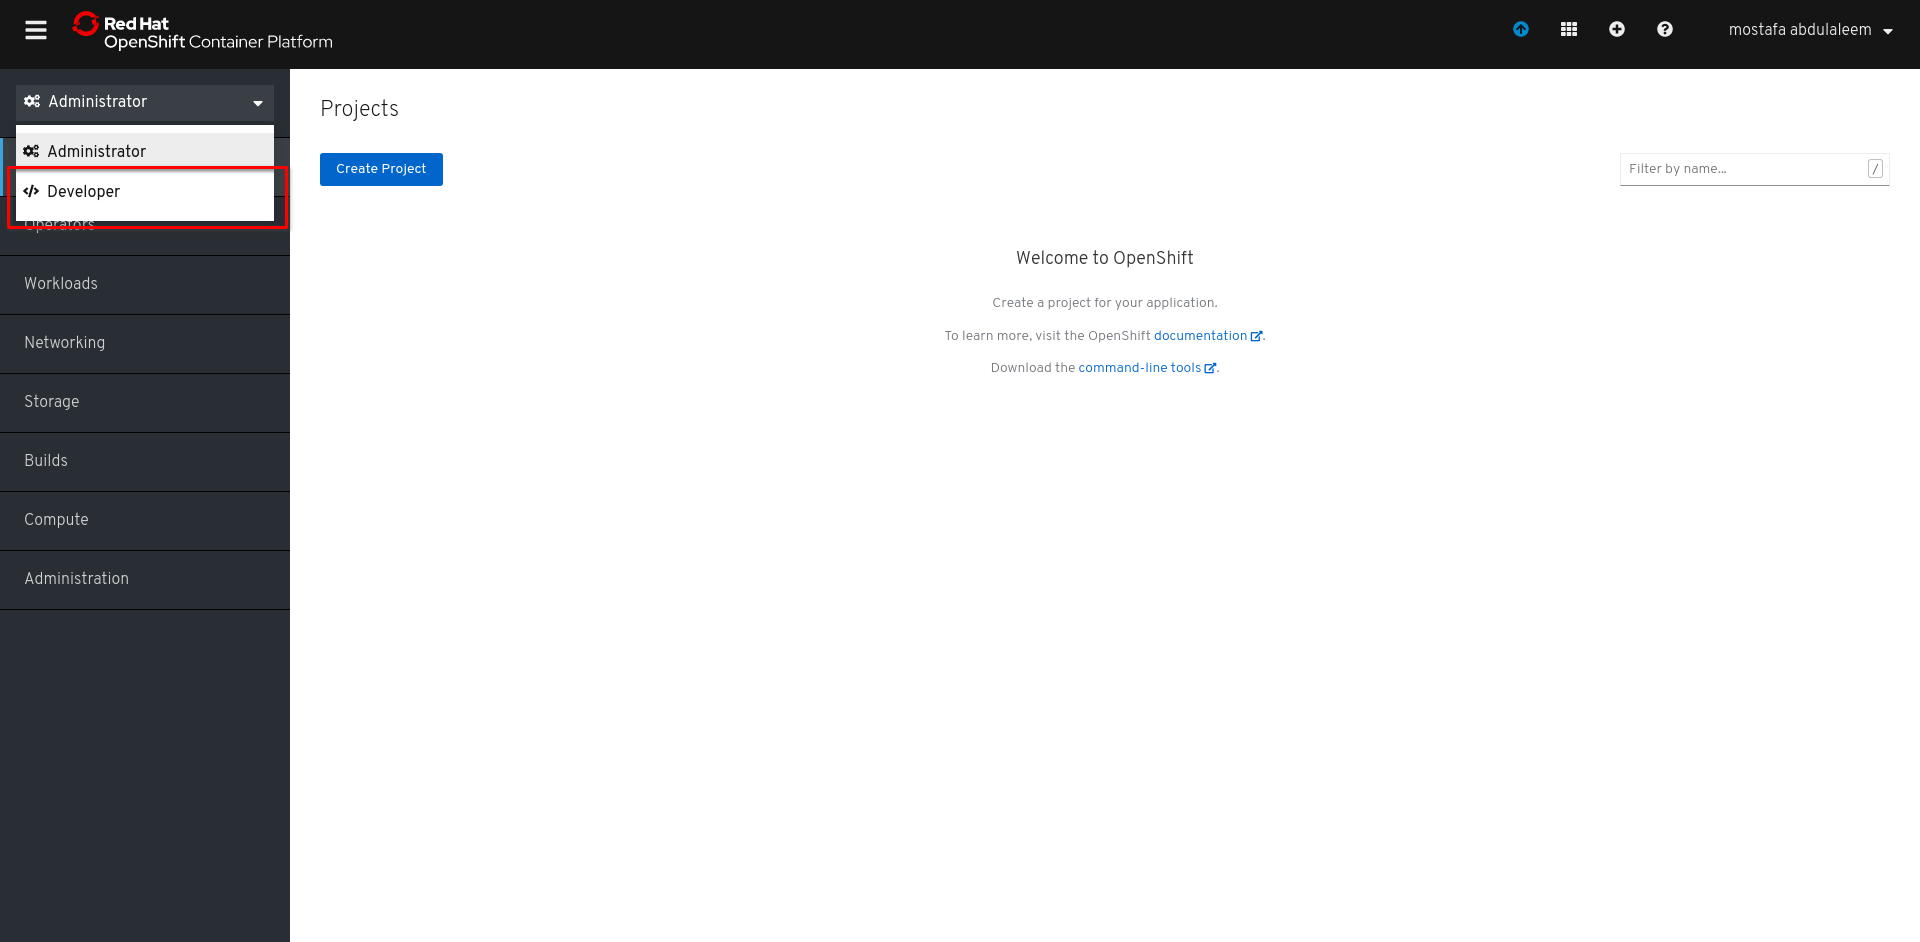 Red Hat
OpenShift Container Platform
mostafa abdulaleem
Administrator
Administrator
Developer
Operators
Workloads
Networking
Storage
Builds
Compute
Administration
Projects
Create Project
Filter by name...
/
Welcome to OpenShift
Create a project for your application.
To learn more, visit the OpenShift documentation.
Download the command-line tools.